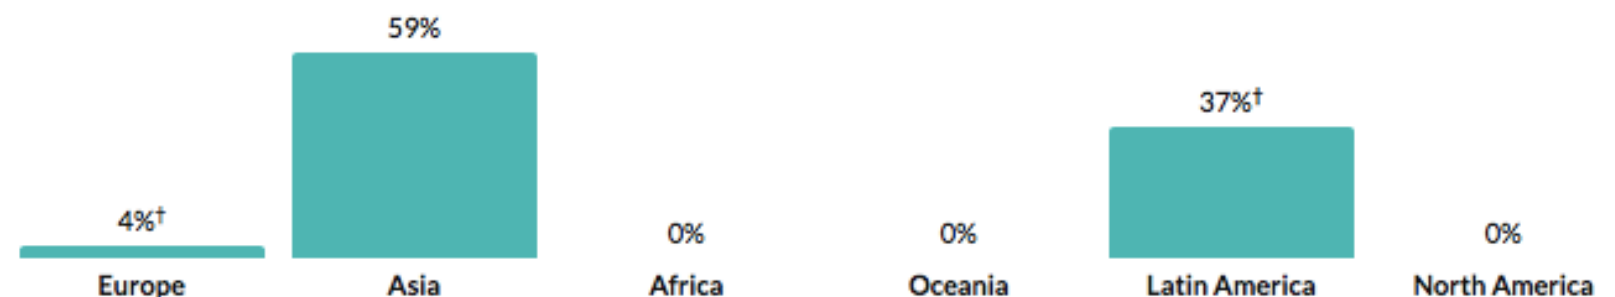 59%
37%†
4%†
0%
0%
0%
Europe
Asia
Africa
Oceania
Latin America
North America